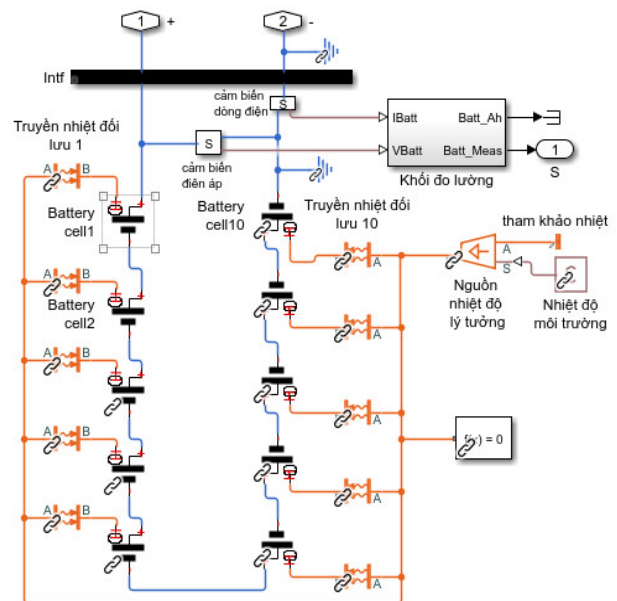 1 +
2 -
Intf
cảm biến
dòng điện
S
IBatt
Batt_Ah
VBatt
Batt_Meas
1
S
Khối đo lường
S
cảm biến
điên áp
Truyền nhiệt đối
lưu 1
A B
Battery
cell1
Battery
cell10
Truyền nhiệt đối
lưu 10
A
tham khảo nhiệt
A
S
Nguồn
nhiệt độ
lý tưởng
Nhiệt độ
môi trường
A B
Battery
cell2
A
A B
A
f(x) = 0
A B
A
A B
A